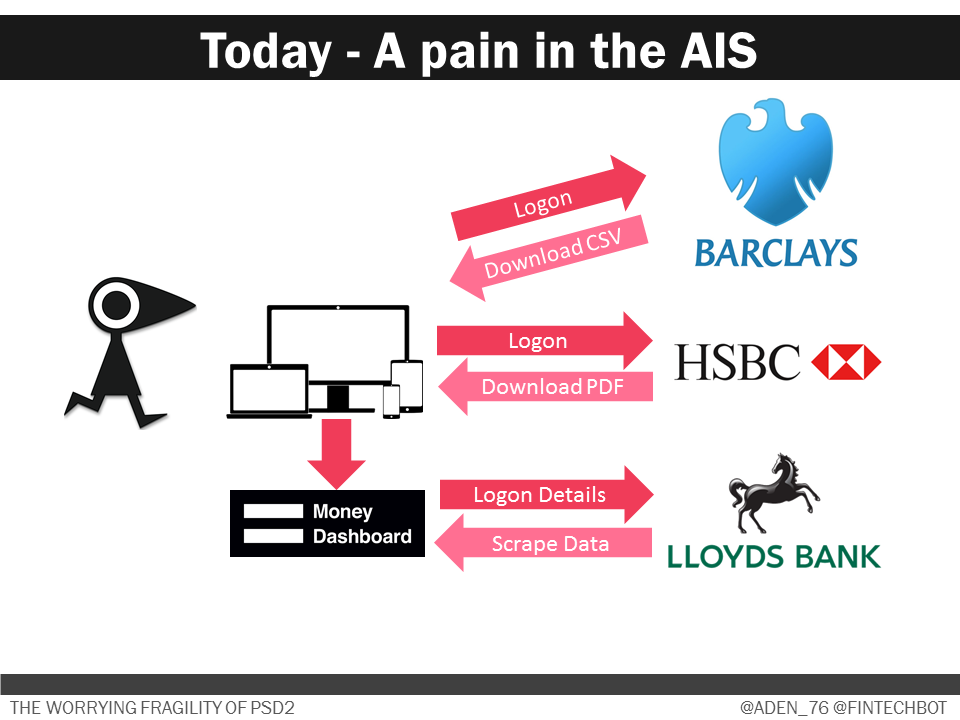 Today - A pain in the AIS
Logon
Download CSV
BARCLAYS
Logon
Download PDF
HSBC
Money
Dashboard
Logon Details
Scrape Data
LLOYDS BANK
THE WORRYING FRAGILITY OF PSD2
@ADEN_76 @FINTECHBOT